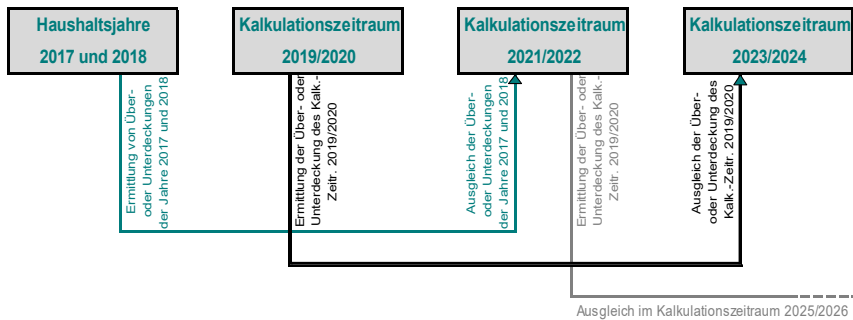 Haushaltsjahre
2017 und 2018
Kalkulationszeitraum
2019/2020
Kalkulationszeitraum
2021/2022
Kalkulationszeitraum
2023/2024
Ermittlung von Über-
oder Unterdeckungen
der Jahre 2017 und 2018
Ermittlung der Über- oder
Unterdeckung des Kalk.-
Zeitr. 2019/2020
Ausgleich der Über-
oder Unterdeckungen
der Jahre 2017 und 2018
Ermittlung der Über- oder
Unterdeckung des Kalk.-
Zeitr. 2019/2020
Ausgleich der Über-
oder Unterdeckung des
Kalk.-Zeitr. 2019/2020
Ausgleich im Kalkulationszeitraum 2025/2026